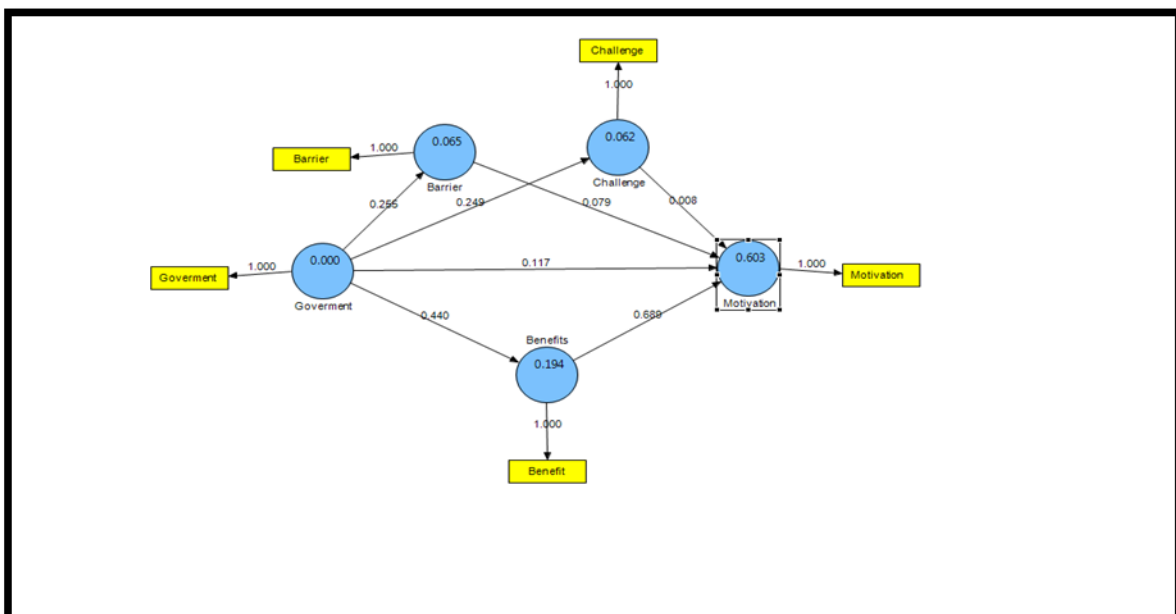 Challenge
1.000
0.065
0.062
1.000
Barrier
Barrier
Challenge
0.255
0.249
0.079
0.008
0.603
1.000
Goverment
0.000
0.117
1.000
Motivation
Goverment
Motivation
0.440
0.689
Benefits
0.194
1.000
Benefit